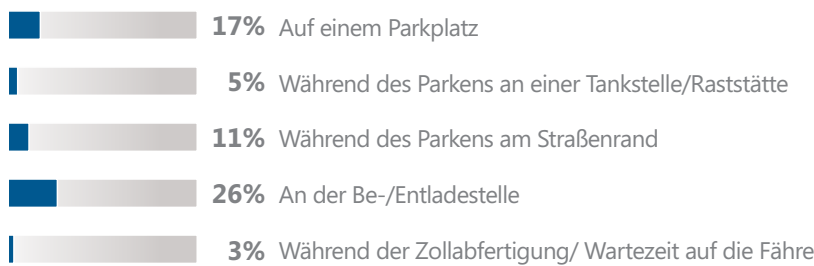 17% Auf einem Parkplatz
5% Während des Parkens an einer Tankstelle/Raststätte
11% Während des Parkens am Straßenrand
26% An der Be-/Entladestelle
3% Während der Zollabfertigung/ Wartezeit auf die Fähre